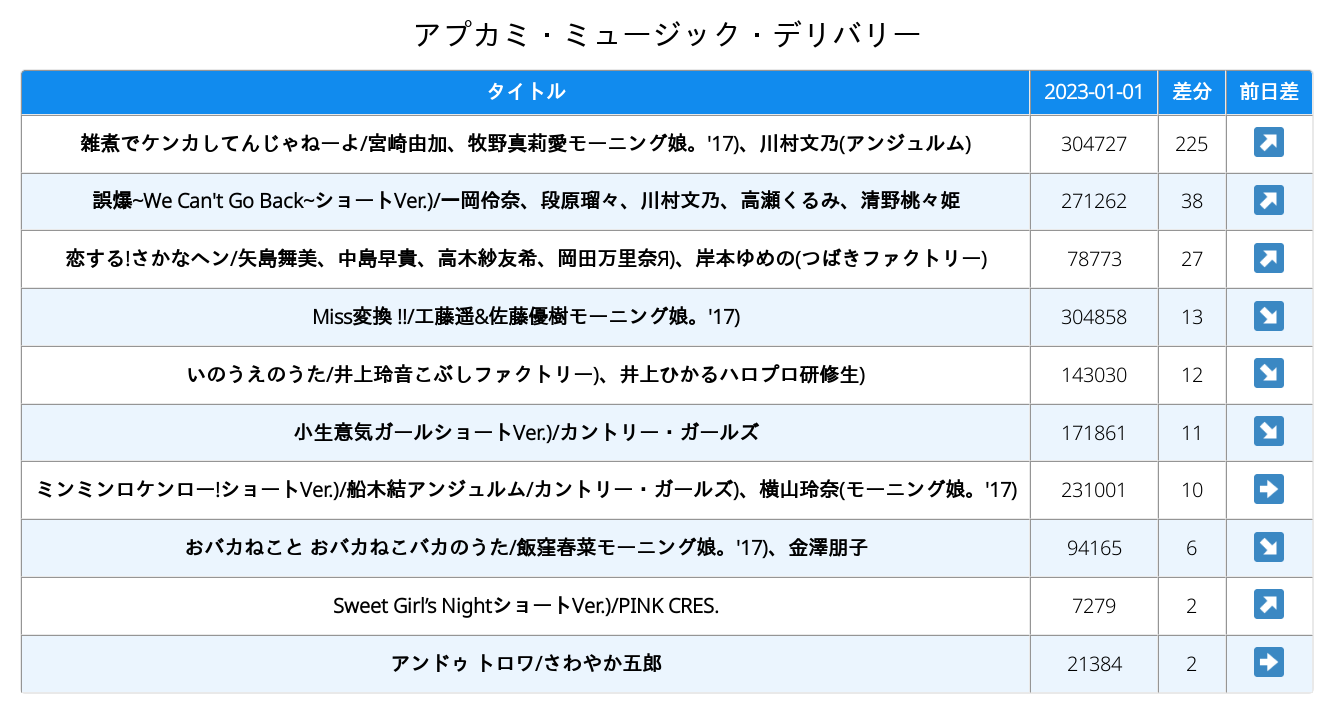 アプカミ・ミュージック・デリバリー
タイトル 2023-01-01 差分 前日差
雑煮でケンカしてんじゃねーよ/宮崎由加、牧野真莉愛モーニング娘。'17)、川村文乃(アンジュルム) 304727 225 ↗
誤爆~We Can't Go Back~ショートVer.)/一岡伶奈、段原瑠々、川村文乃、高瀬くるみ、清野桃々姫 271262 38 ↗
恋する!さかなヘン/矢島舞美、中島早貴、高木紗友希、岡田万里奈Я)、岸本ゆめの(つばきファクトリー) 78773 27 ↗
Miss変換 !!/工藤遥&佐藤優樹モーニング娘。'17) 304858 13 ↘
いのうえのうた/井上玲音こぶしファクトリー)、井上ひかるハロプロ研修生) 143030 12 ↘
小生意気ガールショートVer.)/カントリー・ガールズ 171861 11 ↘
ミンミンロケンロー!ショートVer.)/船木結アンジュルム/カントリー・ガールズ)、横山玲奈(モーニング娘。'17) 231001 10 ➡
おバカねこと おバカねこバカのうた/飯窪春菜モーニング娘。'17)、金澤朋子 94165 6 ↘
Sweet Girl’s NightショートVer.)/PINK CRES. 7279 2 ↗
アンドゥ トロワ/さわやか五郎 21384 2 ➡